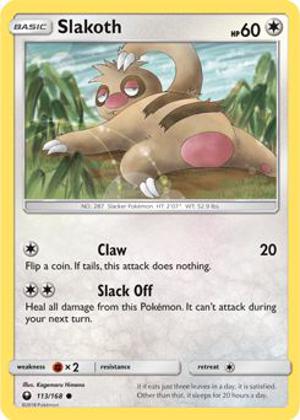 BASIC Slakoth HP60
NO. 287 Slacker Pokémon HT: 2'07" WT: 52.9 lbs.
Claw 20
Flip a coin. If tails, this attack does nothing.
Slack Off
Heal all damage from this Pokémon. It can't attack during
your next turn.
weakness ×2 resistance retreat
Illus. Kagemaru Himeno
113/168
©2018 Pokémon
If it eats just three leaves in a day, it is satisfied.
Other than that, it sleeps for 20 hours a day.